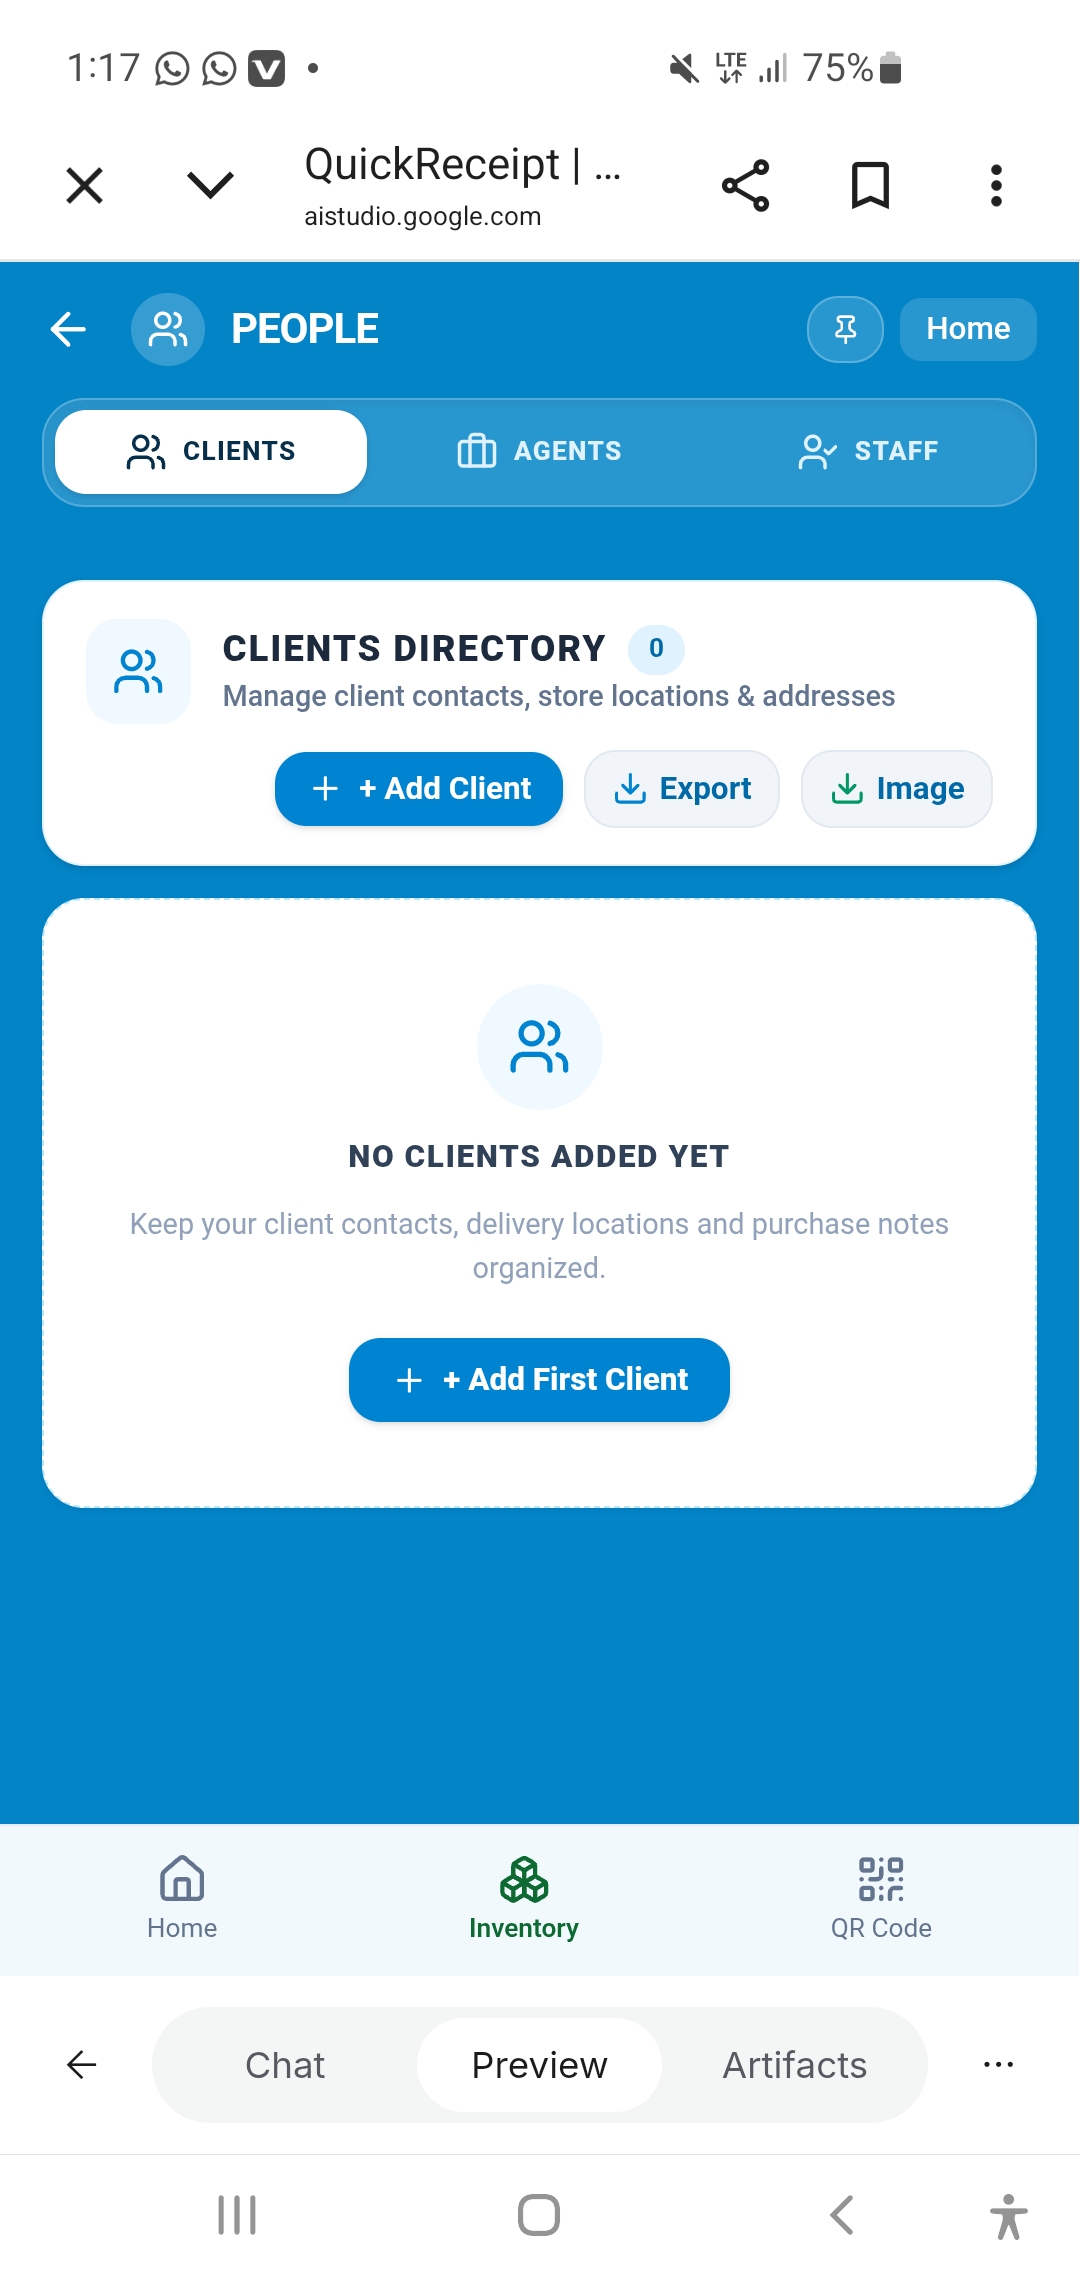 1:17
LTE
75%
QuickReceipt | ...
aistudio.google.com
PEOPLE
Home
CLIENTS
AGENTS
STAFF
CLIENTS DIRECTORY 0
Manage client contacts, store locations & addresses
+ Add Client
Export
Image
NO CLIENTS ADDED YET
Keep your client contacts, delivery locations and purchase notes
organized.
+ Add First Client
Home
Inventory
QR Code
Chat
Preview
Artifacts